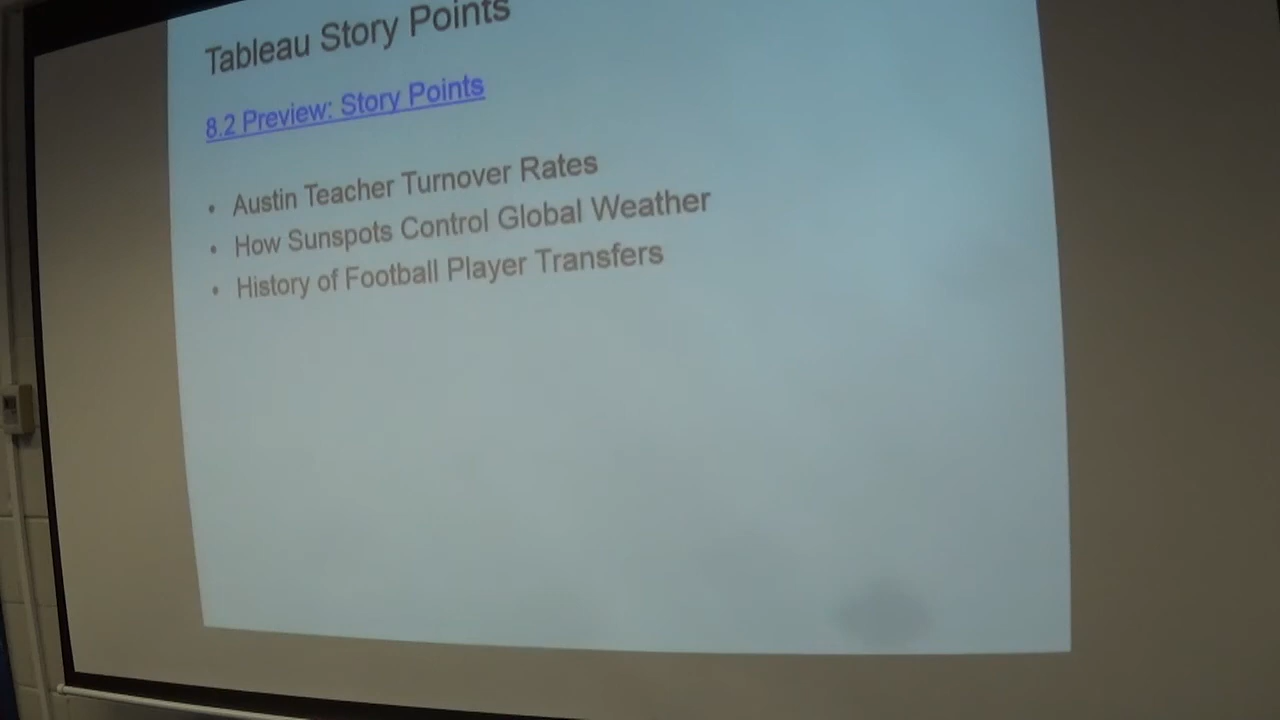 Tableau Story Points
8.2 Preview: Story Points
• Austin Teacher Turnover Rates
• How Sunspots Control Global Weather
• History of Football Player Transfers